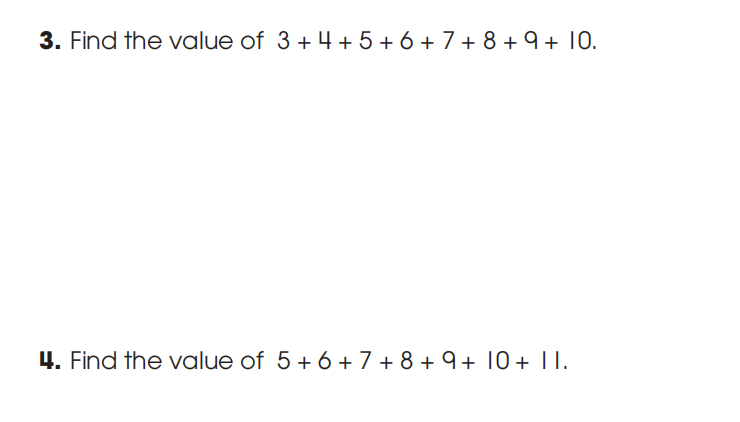 3. Find the value of 3 + 4 + 5 + 6 + 7 + 8 + 9 + 10.
4. Find the value of 5 + 6 + 7 + 8 + 9 + 10 + 11.